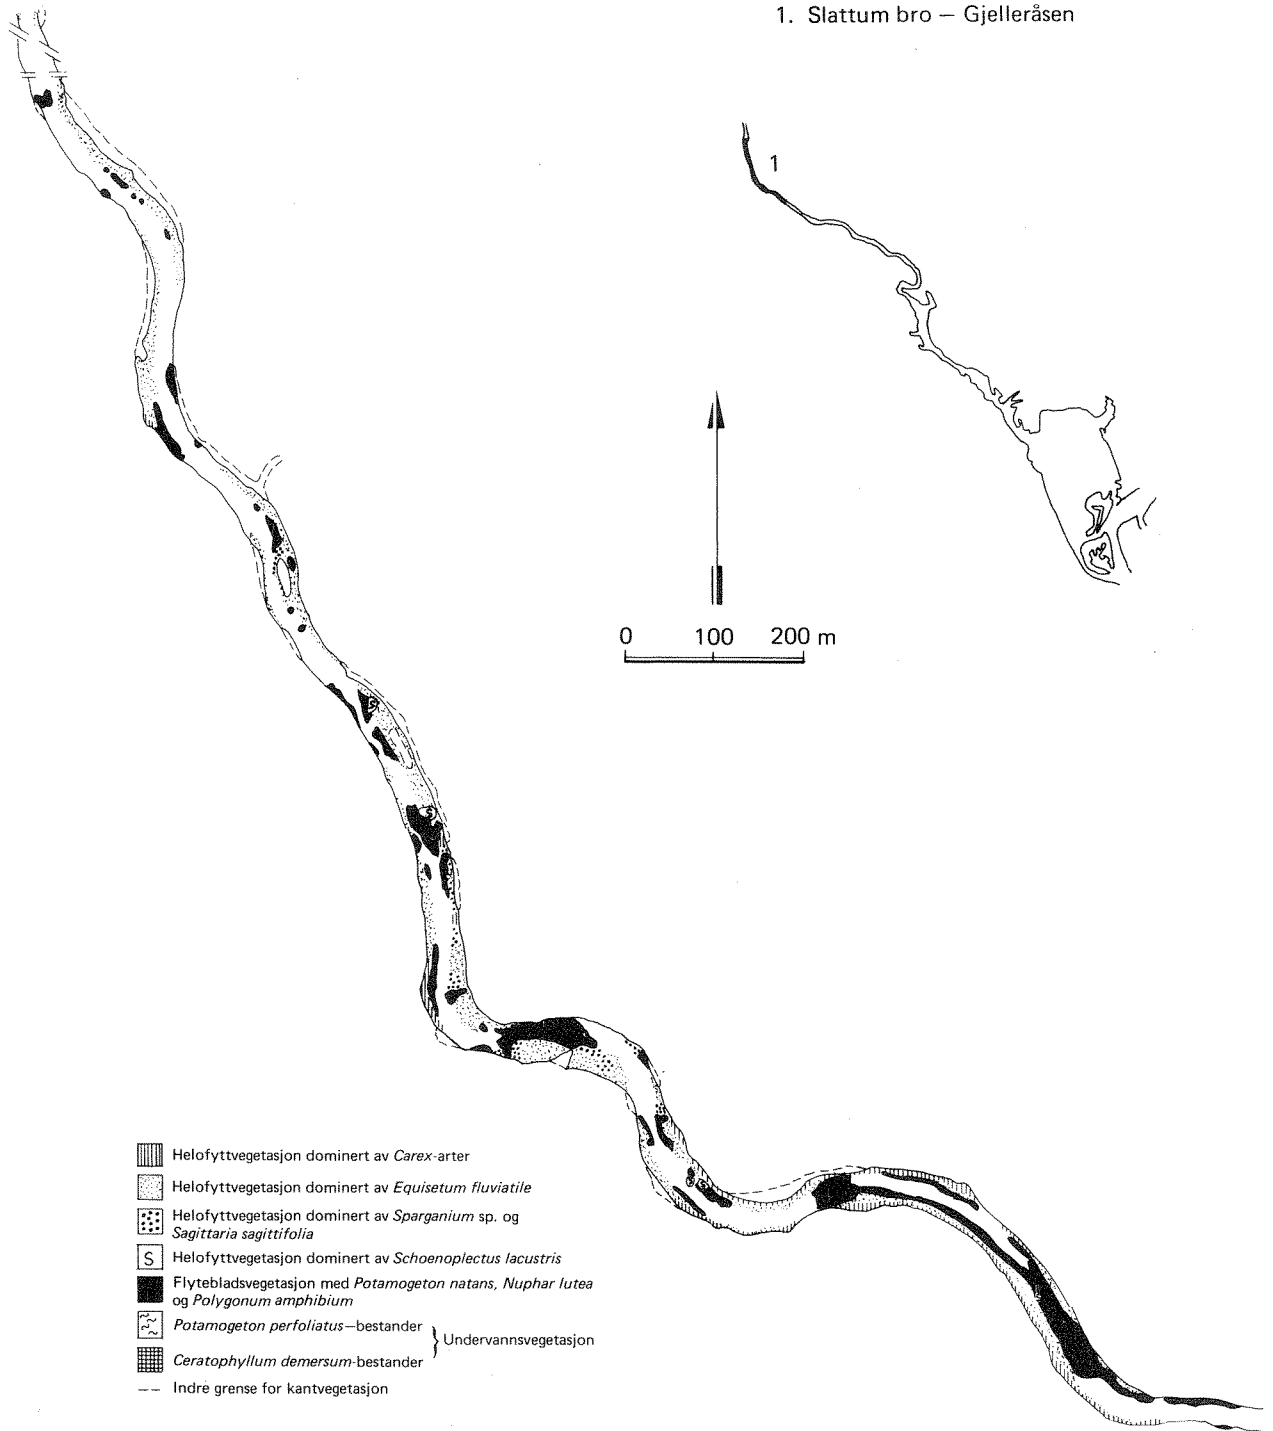 1. Slattum bro — Gjelleråsen
1
0 100 200 m
S
S
S
Helofyttvegetasjon dominert av Carex-arter
Helofyttvegetasjon dominert av Equisetum fluviatile
Helofyttvegetasjon dominert av Sparganium sp. og
Sagittaria sagittifolia
S Helofyttvegetasjon dominert av Schoenoplectus lacustris
Flytebladsvegetasjon med Potamogeton natans, Nuphar lutea
og Polygonum amphibium
Potamogeton perfoliatus—bestander
} Undervannsvegetasjon
Ceratophyllum demersum-bestander
Indre grense for kantvegetasjon